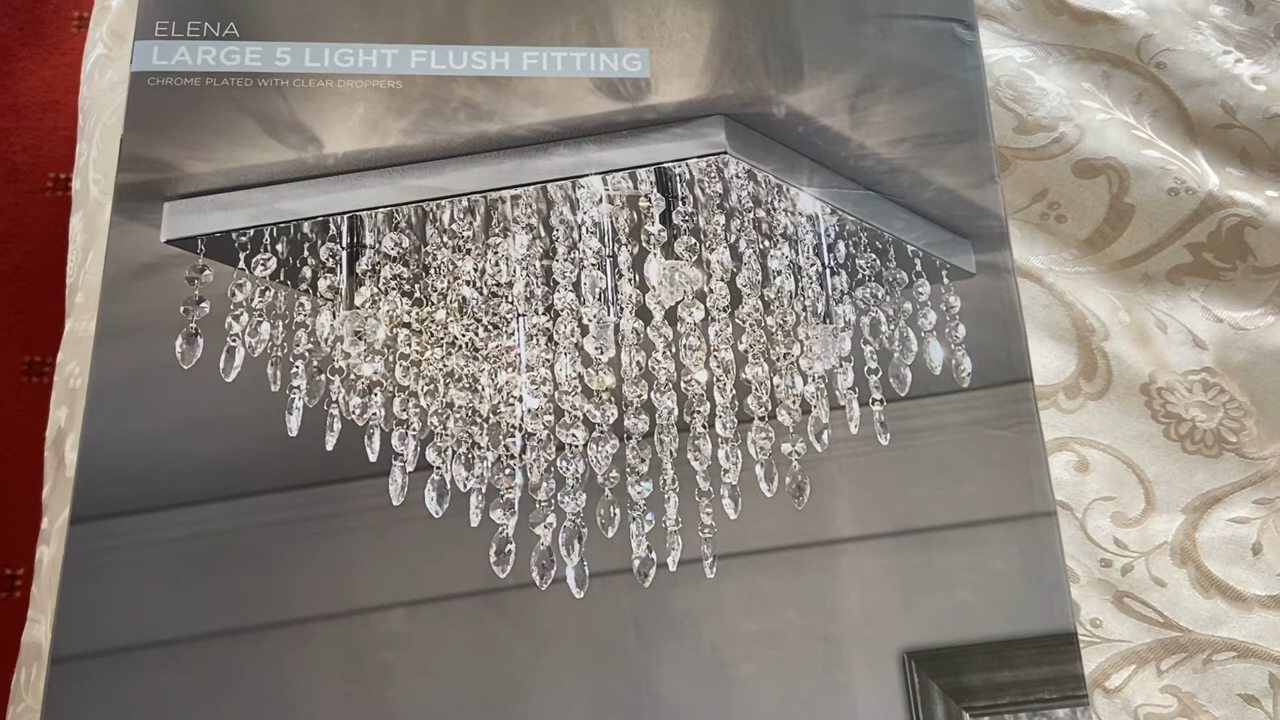 ELENA
LARGE 5 LIGHT FLUSH FITTING
CHROME PLATED WITH CLEAR DROPPERS